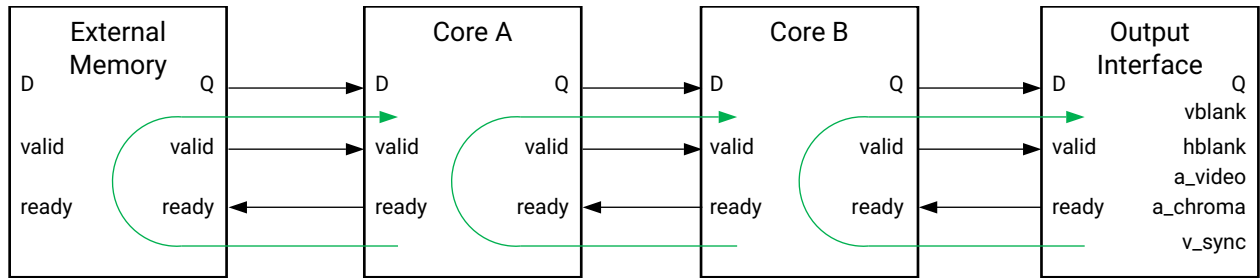 External
Memory
D
Q
valid
valid
ready
ready
Core A
D
Q
valid
valid
ready
ready
Core B
D
Q
valid
valid
ready
ready
Output
Interface
D
Q
vblank
valid
hblank
a_video
ready
a_chroma
v_sync